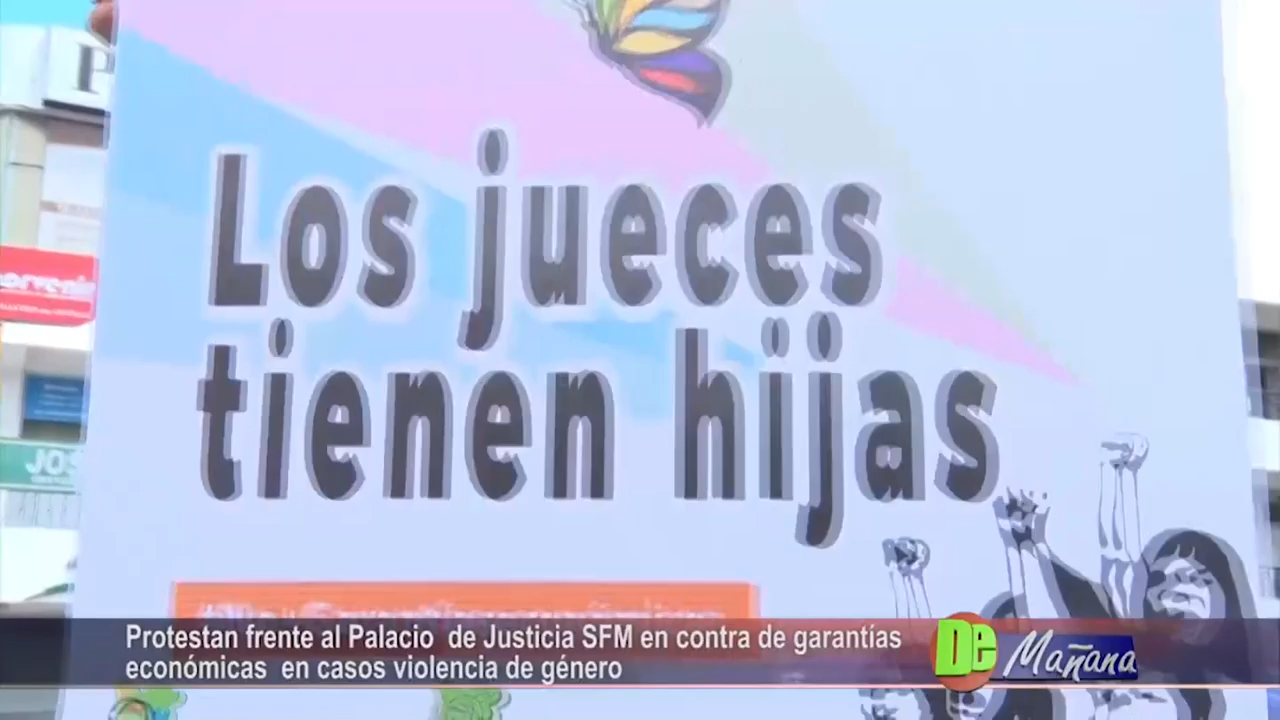 P
Los jueces
tienen hijas
JOS
Protestan frente al Palacio de Justicia SFM en contra de garantías
económicas en casos violencia de género
De Mañana